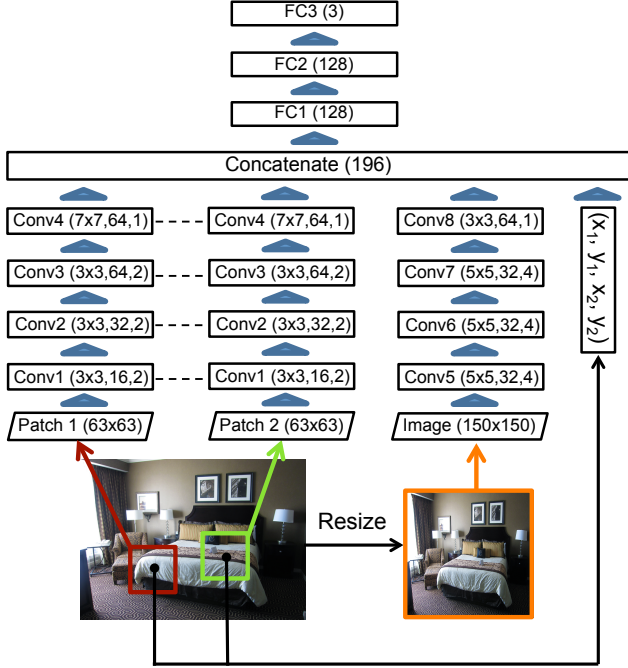 FC3 (3)
FC2 (128)
FC1 (128)
Concatenate (196)
Conv4 (7x7,64,1)
Conv4 (7x7,64,1)
Conv8 (3x3,64,1)
Conv3 (3x3,64,2)
Conv3 (3x3,64,2)
Conv7 (5x5,32,4)
Conv2 (3x3,32,2)
Conv2 (3x3,32,2)
Conv6 (5x5,32,4)
Conv1 (3x3,16,2)
Conv1 (3x3,16,2)
Conv5 (5x5,32,4)
(x₁, y₁, x₂, y₂)
Patch 1 (63x63)
Patch 2 (63x63)
Image (150x150)
Resize